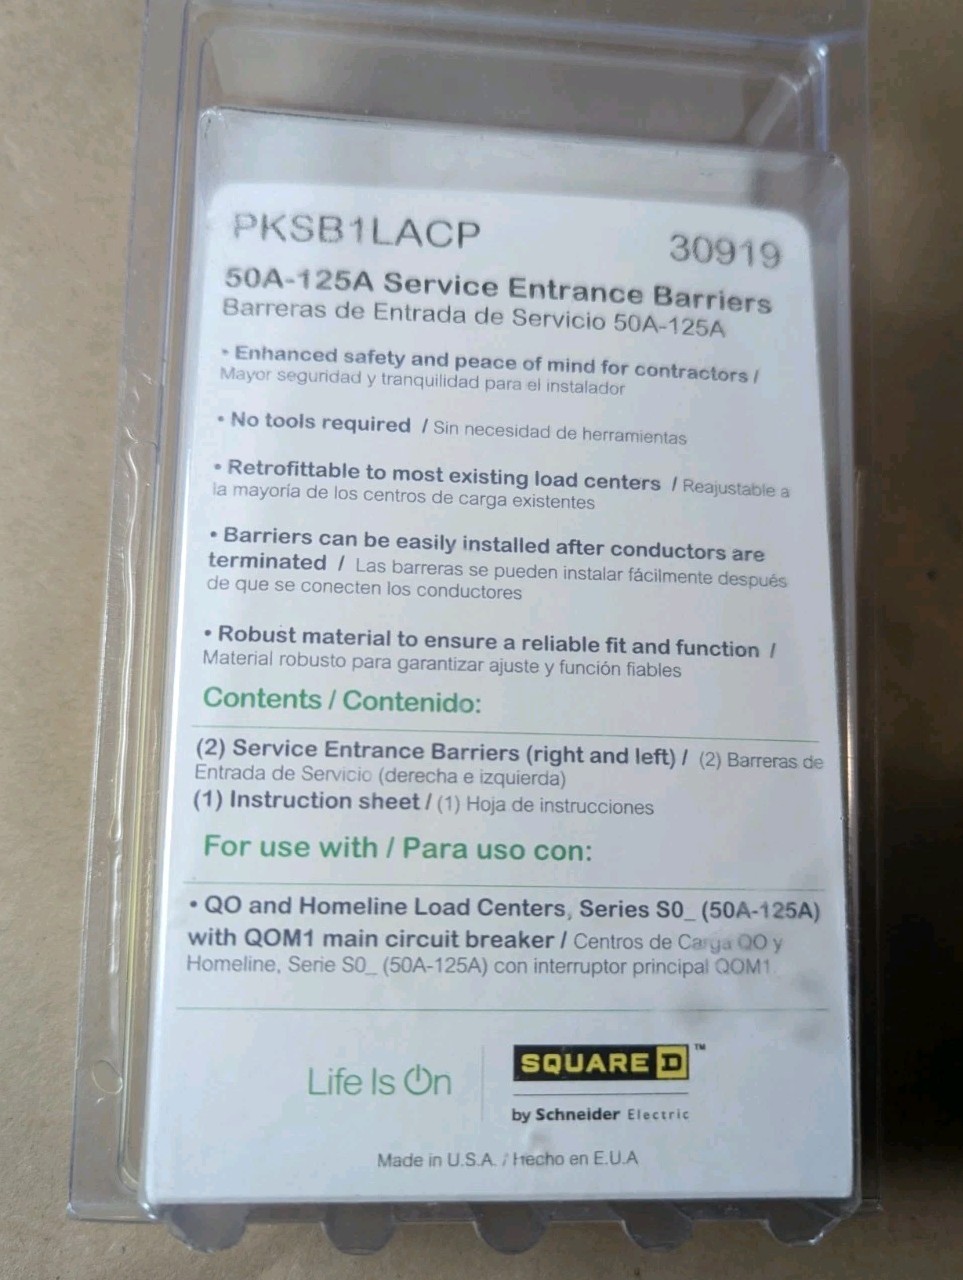 PKSB1LACP 30919
50A-125A Service Entrance Barriers
Barreras de Entrada de Servicio 50A-125A
• Enhanced safety and peace of mind for contractors /
Mayor seguridad y tranquilidad para el instalador
• No tools required / Sin necesidad de herramientas
• Retrofittable to most existing load centers / Reajustable a
la mayoría de los centros de carga existentes
• Barriers can be easily installed after conductors are
terminated / Las barreras se pueden instalar fácilmente después
de que se conecten los conductores
• Robust material to ensure a reliable fit and function /
Material robusto para garantizar ajuste y función fiables
Contents / Contenido:
(2) Service Entrance Barriers (right and left) / (2) Barreras de
Entrada de Servicio (derecha e izquierda)
(1) Instruction sheet / (1) Hoja de instrucciones
For use with / Para uso con:
• QO and Homeline Load Centers, Series S0_ (50A-125A)
with QOM1 main circuit breaker / Centros de Carga QO y
Homeline, Serie S0_ (50A-125A) con interruptor principal QOM1
Life Is On
SQUARE D ™
by Schneider Electric
Made in U.S.A. / Hecho en E.U.A